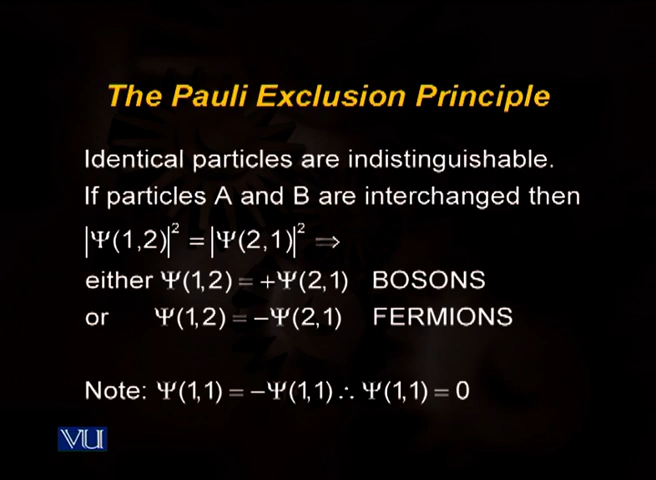 The Pauli Exclusion Principle
Identical particles are indistinguishable.
If particles A and B are interchanged then
|Ψ(1,2)|² = |Ψ(2,1)|² ⇒
either Ψ(1,2) = +Ψ(2,1) BOSONS
or Ψ(1,2) = −Ψ(2,1) FERMIONS
Note: Ψ(1,1) = −Ψ(1,1) ∴ Ψ(1,1) = 0
VU